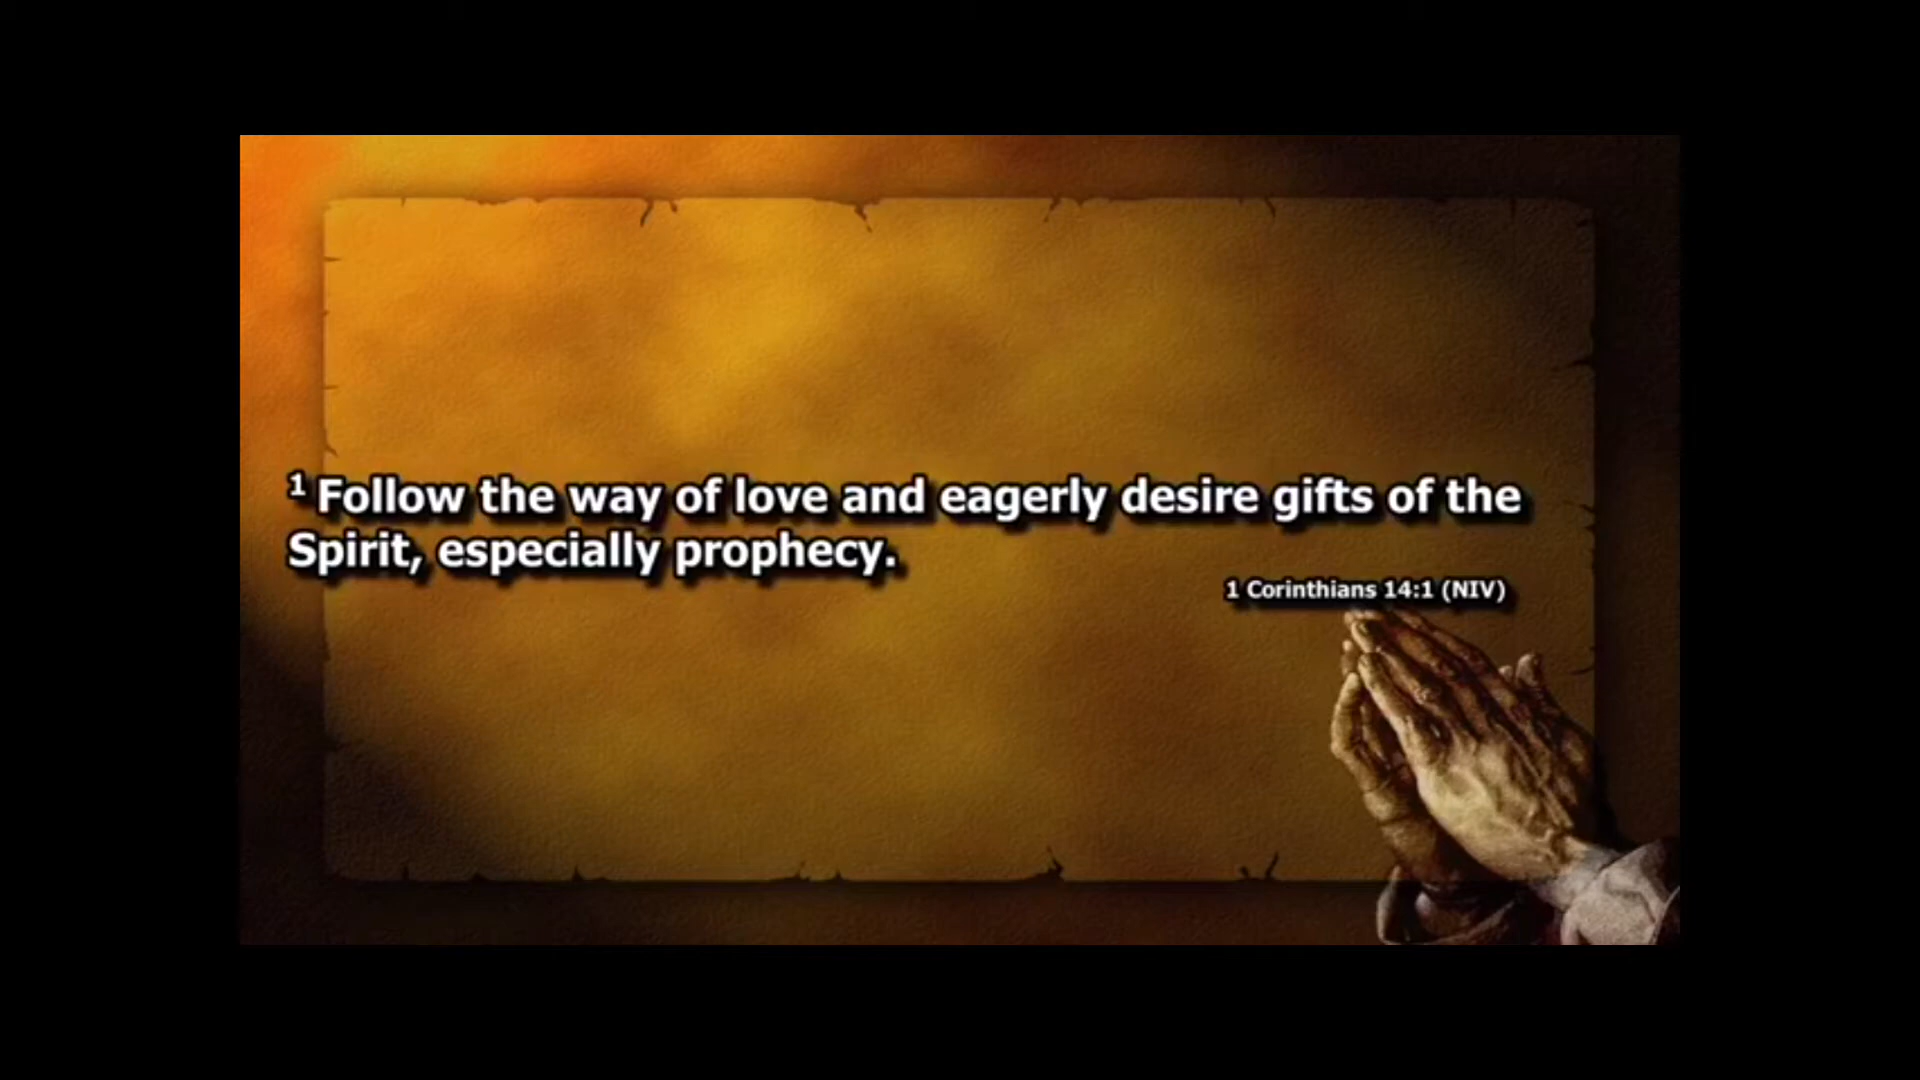 1 Follow the way of love and eagerly desire gifts of the
Spirit, especially prophecy.
1 Corinthians 14:1 (NIV)